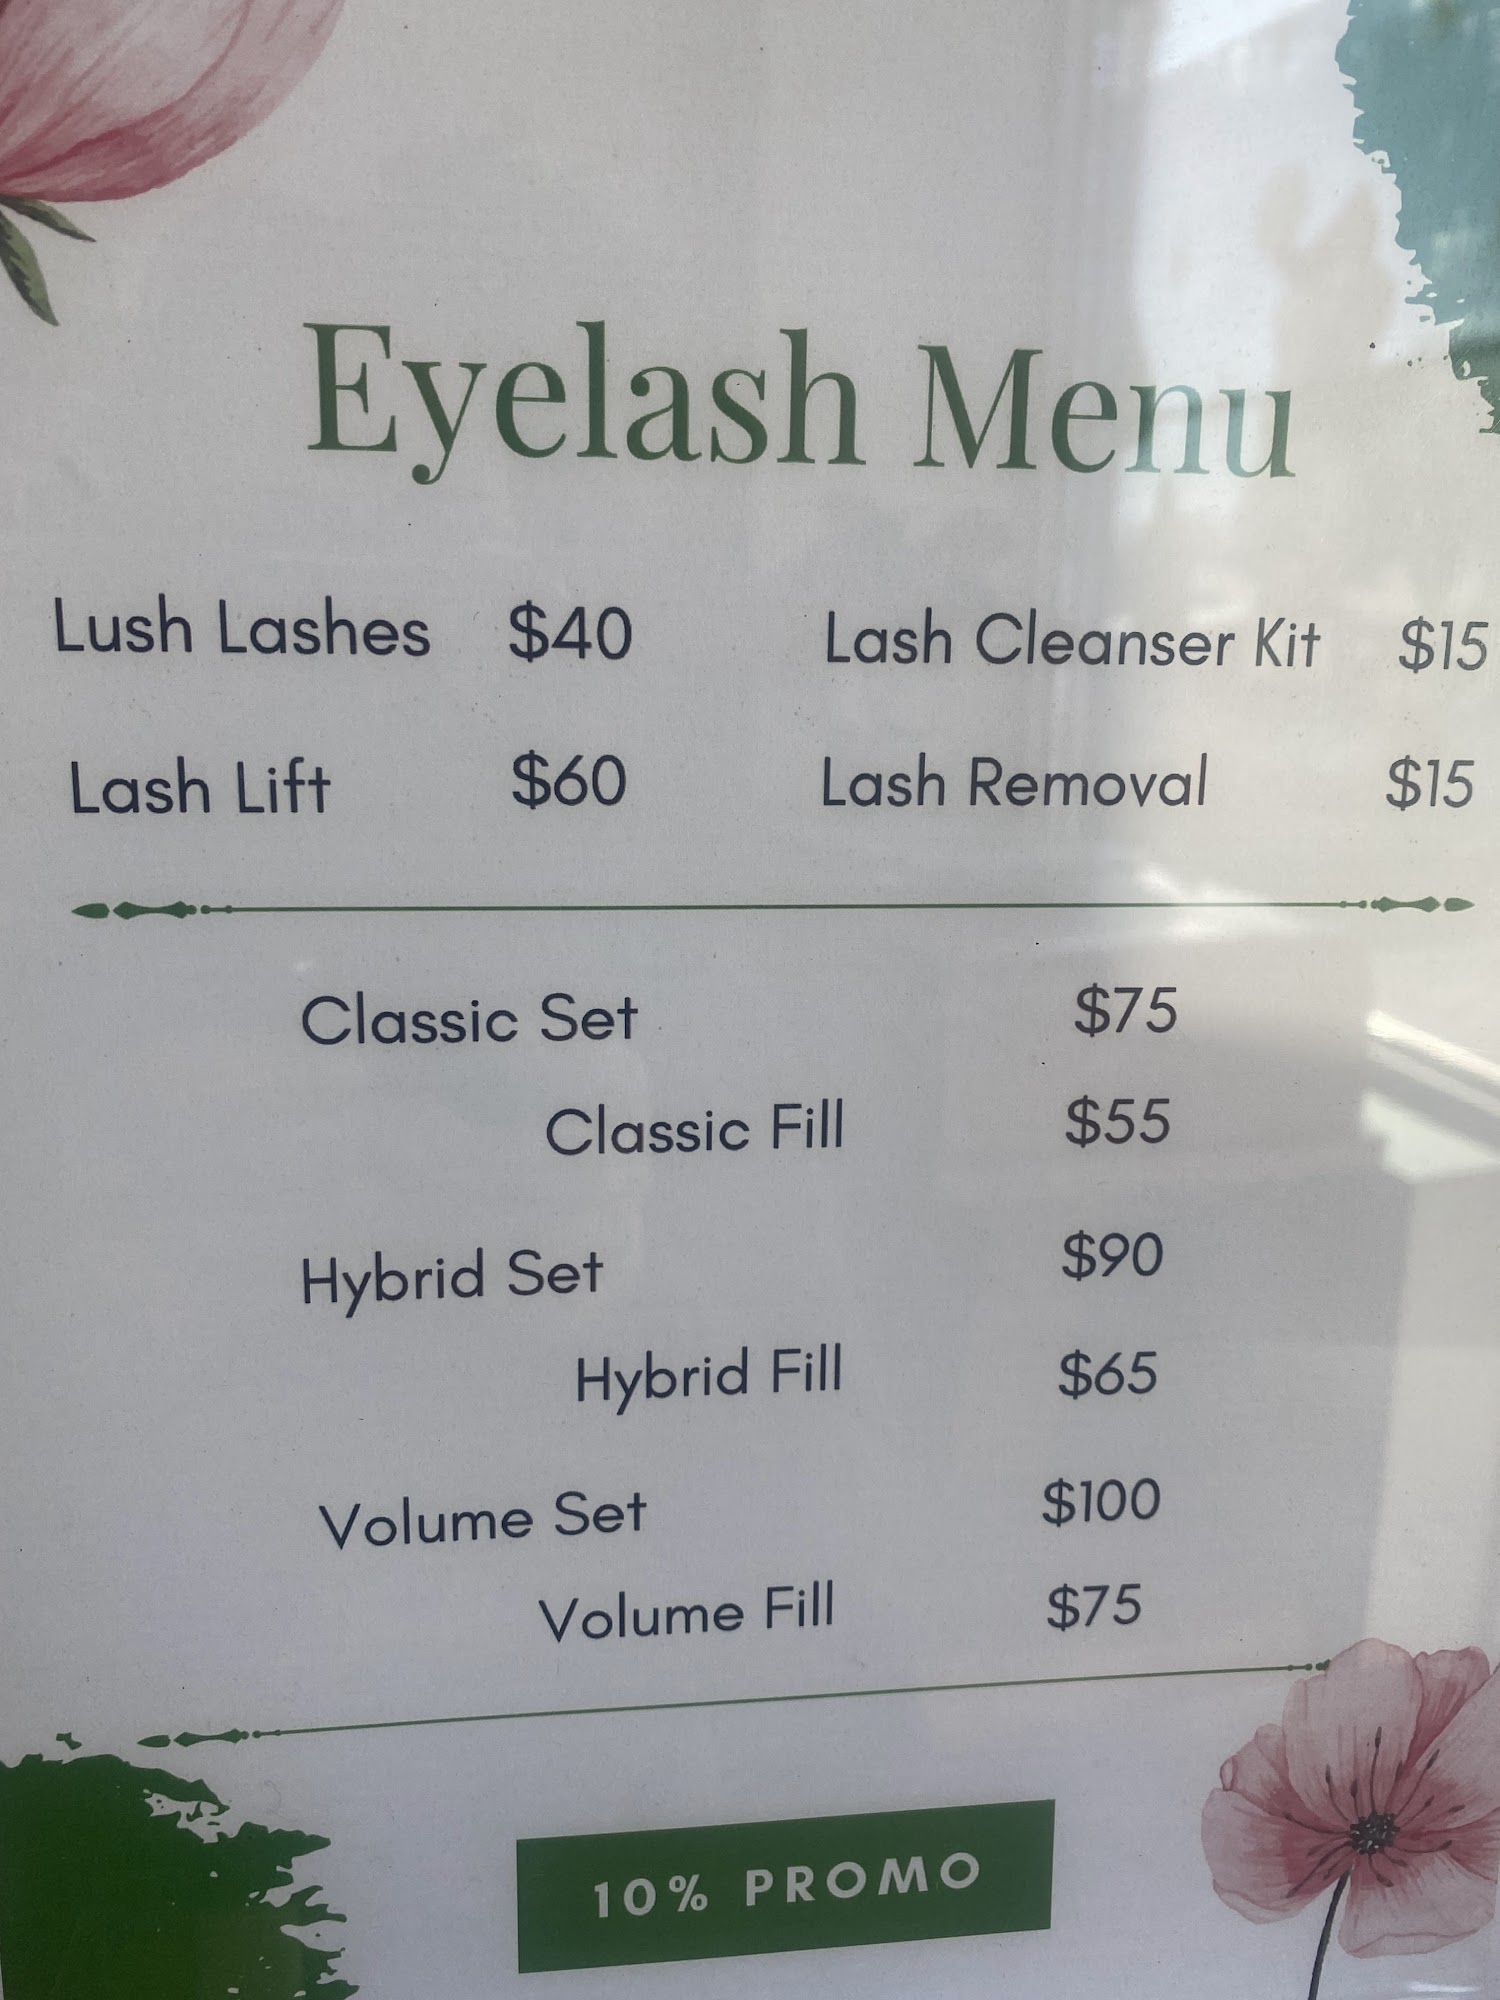 Eyelash Menu
Lush Lashes $40 Lash Cleanser Kit $15
Lash Lift $60 Lash Removal $15
Classic Set $75
Classic Fill $55
Hybrid Set $90
Hybrid Fill $65
Volume Set $100
Volume Fill $75
10% PROMO